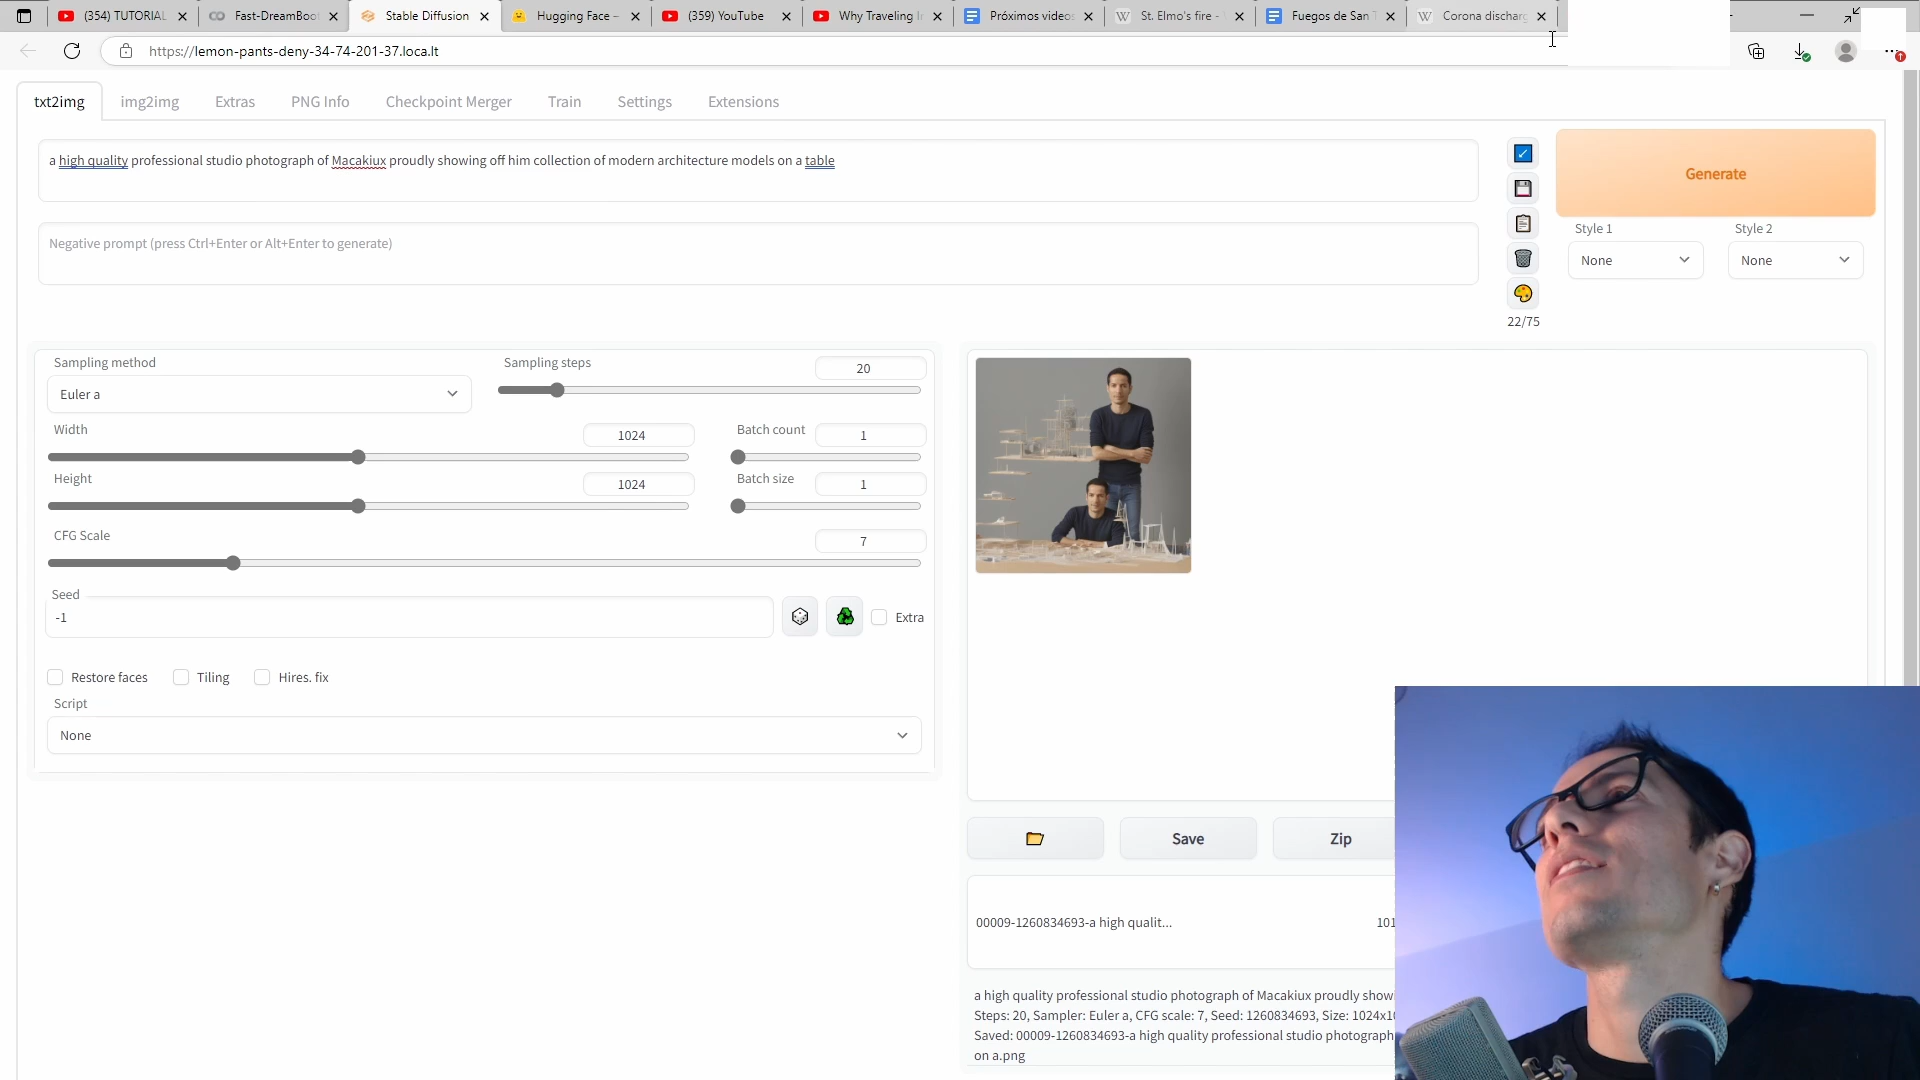 (354) TUTORIAL
Fast-DreamBoo
Stable Diffusion
Hugging Face –
(359) YouTube
Why Traveling I
Próximos videos
St. Elmo's fire -
Fuegos de San T
Corona discharg
https://lemon-pants-deny-34-74-201-37.loca.lt
txt2img
img2img
Extras
PNG Info
Checkpoint Merger
Train
Settings
Extensions
a high quality professional studio photograph of Macakiux proudly showing off him collection of modern architecture models on a table
Generate
Negative prompt (press Ctrl+Enter or Alt+Enter to generate)
Style 1
Style 2
None
None
22/75
Sampling method
Euler a
Sampling steps
20
Width
1024
Batch count
1
Height
1024
Batch size
1
CFG Scale
7
Seed
-1
Extra
Restore faces
Tiling
Hires. fix
Script
None
Save
Zip
00009-1260834693-a high qualit...
101
a high quality professional studio photograph of Macakiux proudly show
Steps: 20, Sampler: Euler a, CFG scale: 7, Seed: 1260834693, Size: 1024x10
Saved: 00009-1260834693-a high quality professional studio photograph
on a.png